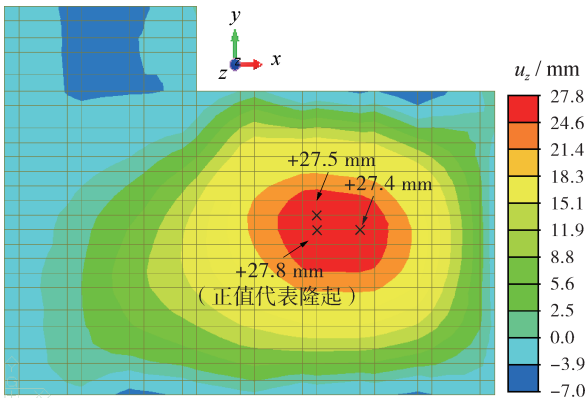 y
x
z
z
u_z / mm
27.8
24.6
21.4
18.3
15.1
11.9
8.8
5.6
2.5
0.0
−3.9
−7.0
+27.5 mm
+27.4 mm
+27.8 mm
（正值代表隆起）